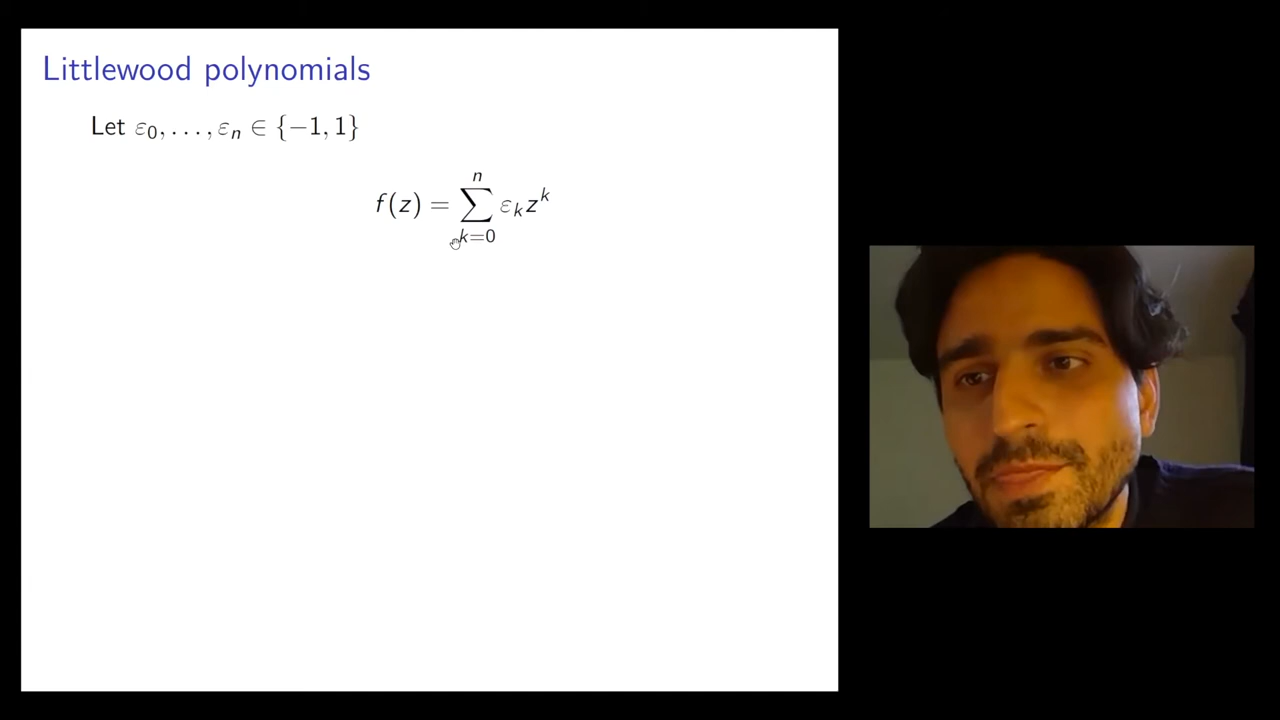 Littlewood polynomials
Let ε₀, . . . , εₙ ∈ {−1, 1}
f(z) = ∑ₖ₌₀ⁿ εₖzᵏ